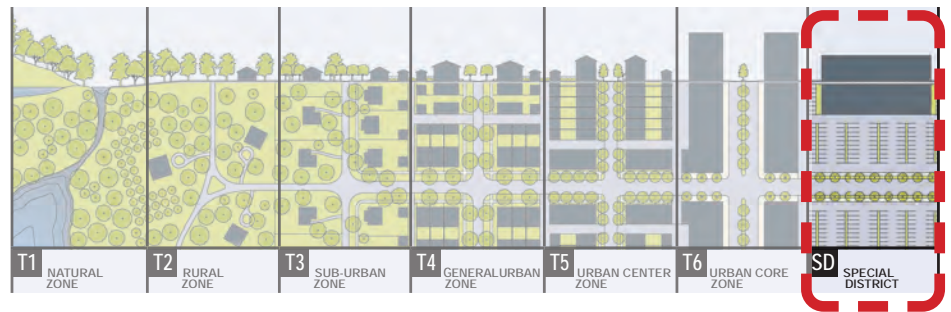 T1 NATURAL
ZONE
T2 RURAL
ZONE
T3 SUB-URBAN
ZONE
T4 GENERALURBAN
ZONE
T5 URBAN CENTER
ZONE
T6 URBAN CORE
ZONE
SD SPECIAL
DISTRICT